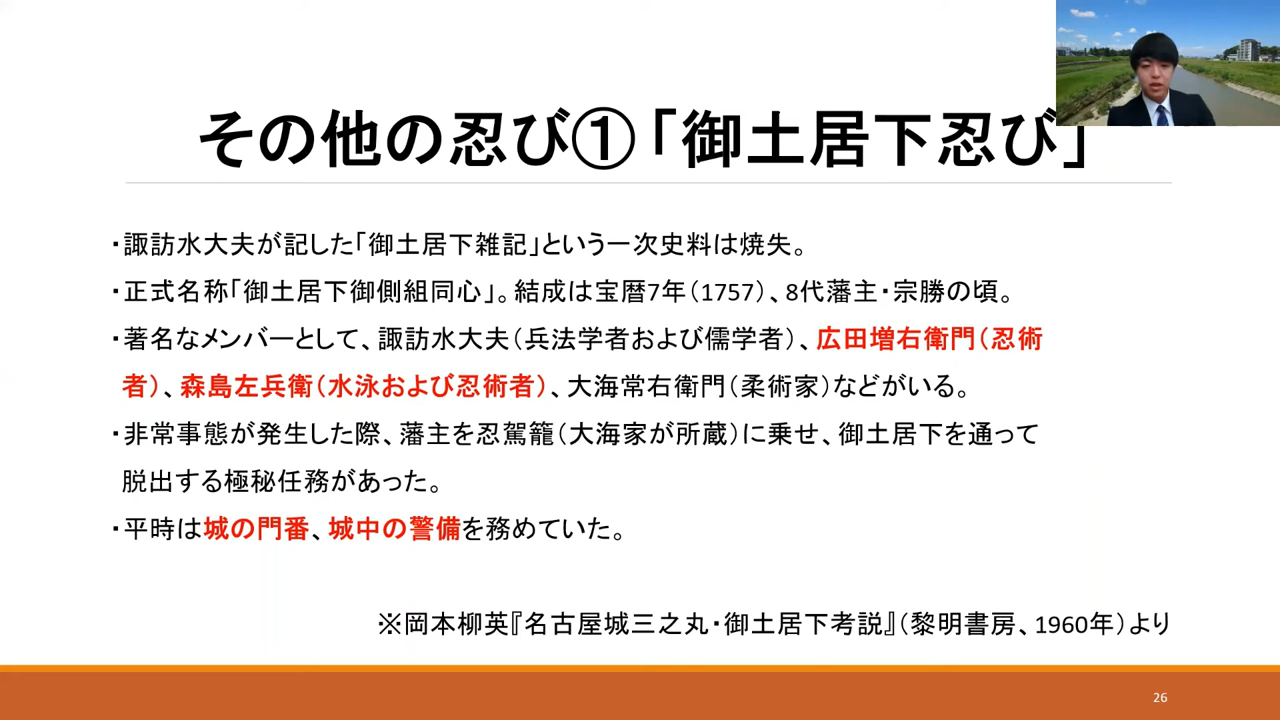 その他の忍び①「御土居下忍び」
・諏訪水大夫が記した「御土居下雑記」という一次史料は焼失。
・正式名称「御土居下御側組同心」。結成は宝暦7年（1757）、8代藩主・宗勝の頃。
・著名なメンバーとして、諏訪水大夫（兵法学者および儒学者）、広田増右衛門（忍術
者）、森島左兵衛（水泳および忍術者）、大海常右衛門（柔術家）などがいる。
・非常事態が発生した際、藩主を忍駕籠（大海家が所蔵）に乗せ、御土居下を通って
脱出する極秘任務があった。
・平時は城の門番、城中の警備を務めていた。
※岡本柳英『名古屋城三之丸・御土居下考説』（黎明書房、1960年）より
26